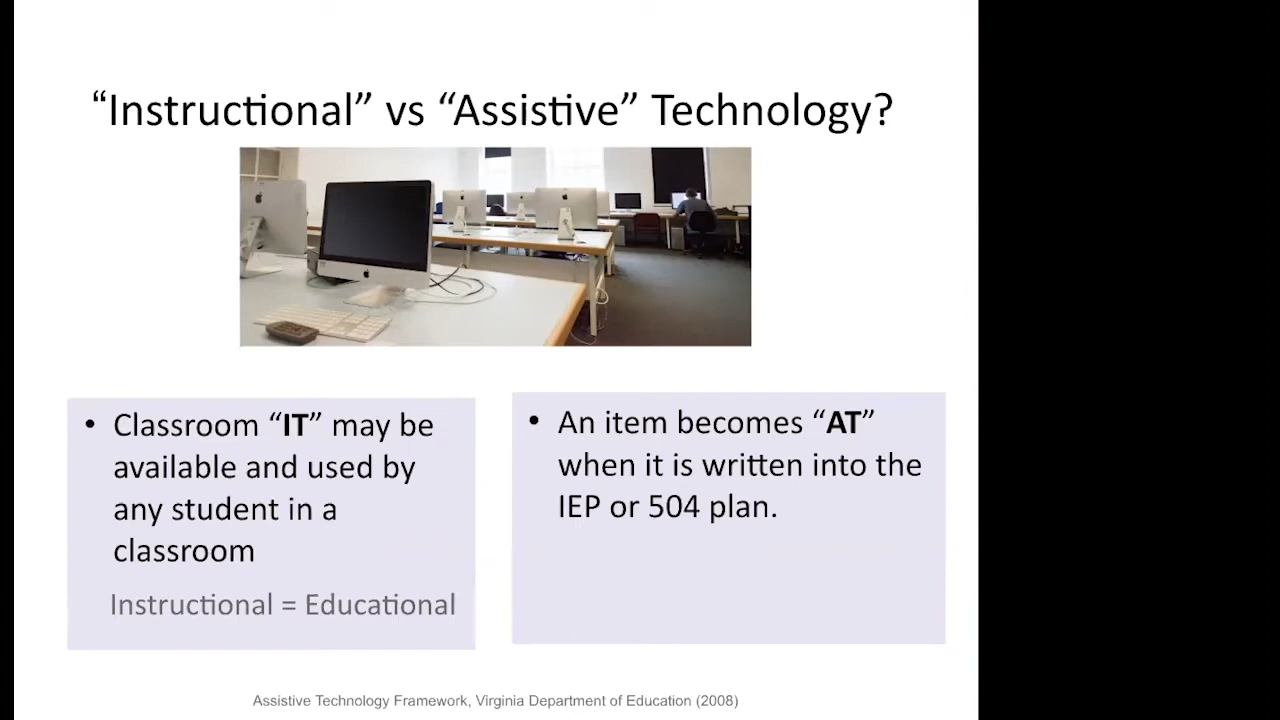 “Instructional” vs “Assistive” Technology?
• Classroom “IT” may be
available and used by
any student in a
classroom
Instructional = Educational
• An item becomes “AT”
when it is written into the
IEP or 504 plan.
Assistive Technology Framework, Virginia Department of Education (2008)